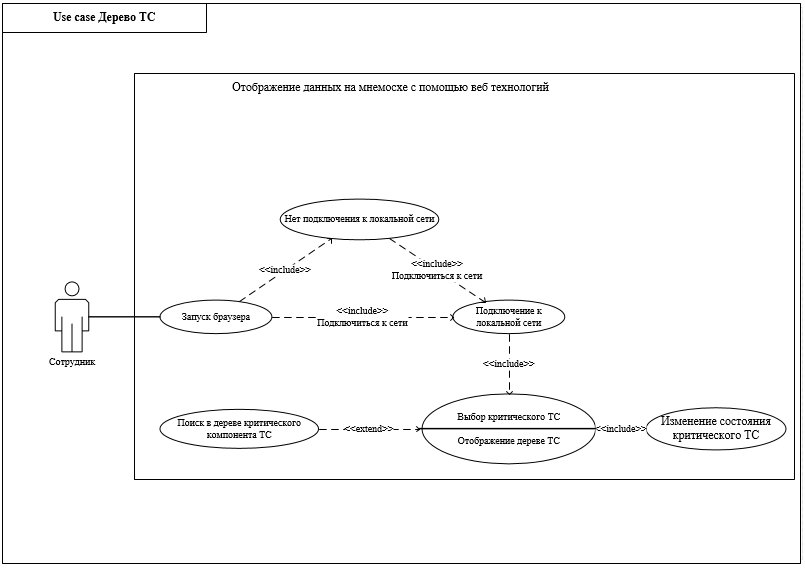 Use case Дерево ТС
Отображение данных на мнемосхе с помощью веб технологий
Нет подключения к локальной сети
<<include>>
<<include>>
Подключиться к сети
Запуск браузера
<<include>>
Подключиться к сети
Подключение к
локальной сети
Сотрудник
<<include>>
Поиск в дереве критического
компонента ТС
<<extend>>
Выбор критического ТС
Отображение дереве ТС
<<include>>
Изменение состояния
критического ТС